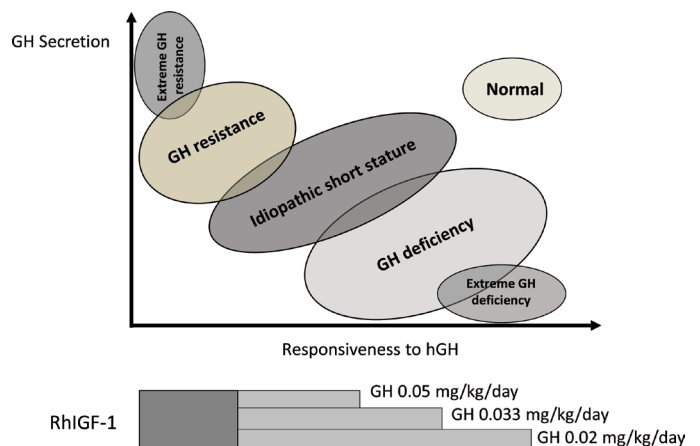 GH Secretion
Extreme GH
resistance
Normal
GH resistance
Idiopathic short stature
GH deficiency
Extreme GH
deficiency
Responsiveness to hGH
RhIGF-1
GH 0.05 mg/kg/day
GH 0.033 mg/kg/day
GH 0.02 mg/kg/day